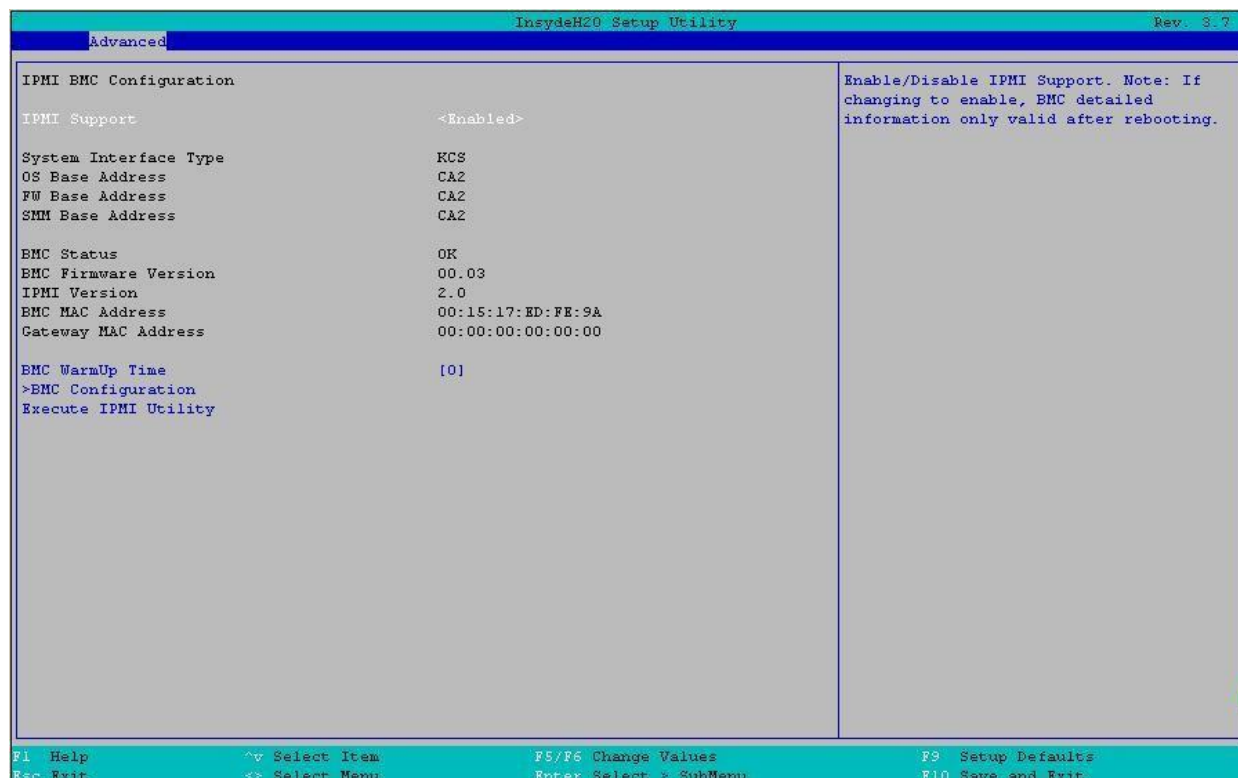 InsydeH20 Setup Utility Rev. 3.7
Advanced
IPMI BMC Configuration
IPMI Support <Enabled>
System Interface Type KCS
OS Base Address CA2
FW Base Address CA2
SMM Base Address CA2
BMC Status OK
BMC Firmware Version 00.03
IPMI Version 2.0
BMC MAC Address 00:15:17:ED:FE:9A
Gateway MAC Address 00:00:00:00:00:00
BMC WarmUp Time [0]
>BMC Configuration
Execute IPMI Utility
Enable/Disable IPMI Support. Note: If
changing to enable, BMC detailed
information only valid after rebooting.
F1 Help ^v Select Item F5/F6 Change Values F9 Setup Defaults
Esc Exit <> Select Menu Enter Select > SubMenu F10 Save and Exit